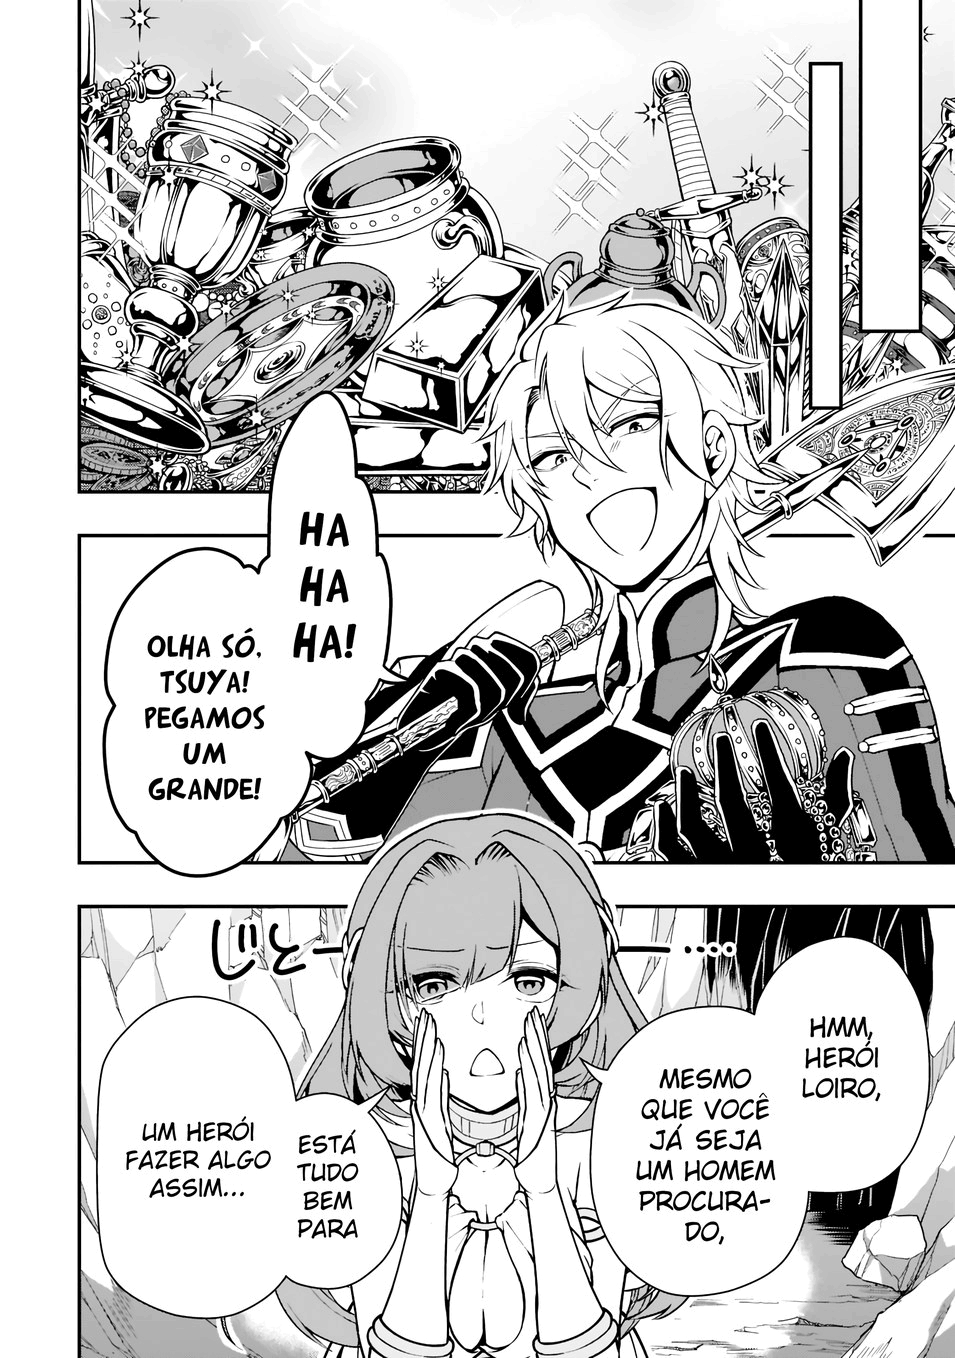 HA
HA
HA!
OLHA SÓ,
TSUYA!
PEGAMOS
UM
GRANDE!
HMM,
HERÓI
LOIRO,
MESMO
QUE VOCÊ
JÁ SEJA
UM HOMEM
PROCURA-
DO,
じとー
ESTÁ
TUDO
BEM
PARA
UM HERÓI
FAZER ALGO
ASSIM...